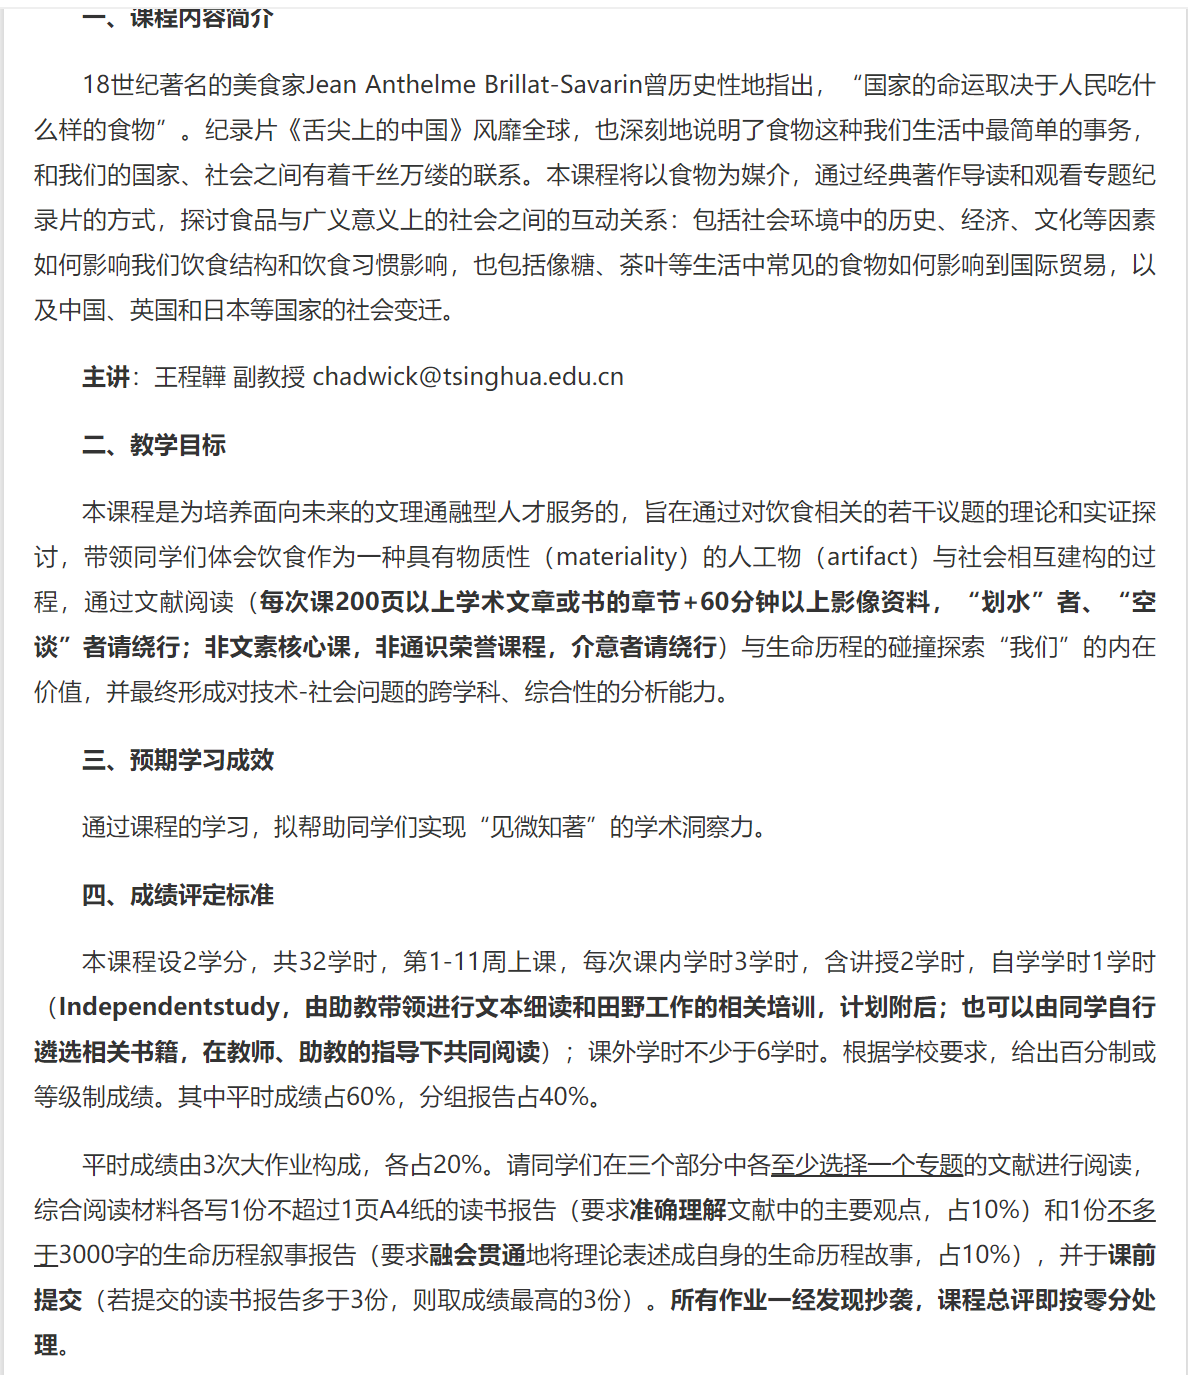 一、课程内容简介
18世纪著名的美食家Jean Anthelme Brillat-Savarin曾历史性地指出，“国家的命运取决于人民吃什
么样的食物”。纪录片《舌尖上的中国》风靡全球，也深刻地说明了食物这种我们生活中最简单的事务，
和我们的国家、社会之间有着千丝万缕的联系。本课程将以食物为媒介，通过经典著作导读和观看专题纪
录片的方式，探讨食品与广义意义上的社会之间的互动关系：包括社会环境中的历史、经济、文化等因素
如何影响我们饮食结构和饮食习惯影响，也包括像糖、茶叶等生活中常见的食物如何影响到国际贸易，以
及中国、英国和日本等国家的社会变迁。
主讲：王程韡 副教授 chadwick@tsinghua.edu.cn
二、教学目标
本课程是为培养面向未来的文理通融型人才服务的，旨在通过对饮食相关的若干议题的理论和实证探
讨，带领同学们体会饮食作为一种具有物质性（materiality）的人工物（artifact）与社会相互建构的过
程，通过文献阅读（每次课200页以上学术文章或书的章节+60分钟以上影像资料，“划水”者、“空
谈”者请绕行；非文素核心课，非通识荣誉课程，介意者请绕行）与生命历程的碰撞探索“我们”的内在
价值，并最终形成对技术-社会问题的跨学科、综合性的分析能力。
三、预期学习成效
通过课程的学习，拟帮助同学们实现“见微知著”的学术洞察力。
四、成绩评定标准
本课程设2学分，共32学时，第1-11周上课，每次课内学时3学时，含讲授2学时，自学学时1学时
（Independentstudy，由助教带领进行文本细读和田野工作的相关培训，计划附后；也可以由同学自行
遴选相关书籍，在教师、助教的指导下共同阅读）；课外学时不少于6学时。根据学校要求，给出百分制或
等级制成绩。其中平时成绩占60%，分组报告占40%。
平时成绩由3次大作业构成，各占20%。请同学们在三个部分中各至少选择一个专题的文献进行阅读，
综合阅读材料各写1份不超过1页A4纸的读书报告（要求准确理解文献中的主要观点，占10%）和1份不多
于3000字的生命历程叙事报告（要求融会贯通地将理论表述成自身的生命历程故事，占10%），并于课前
提交（若提交的读书报告多于3份，则取成绩最高的3份）。所有作业一经发现抄袭，课程总评即按零分处
理。